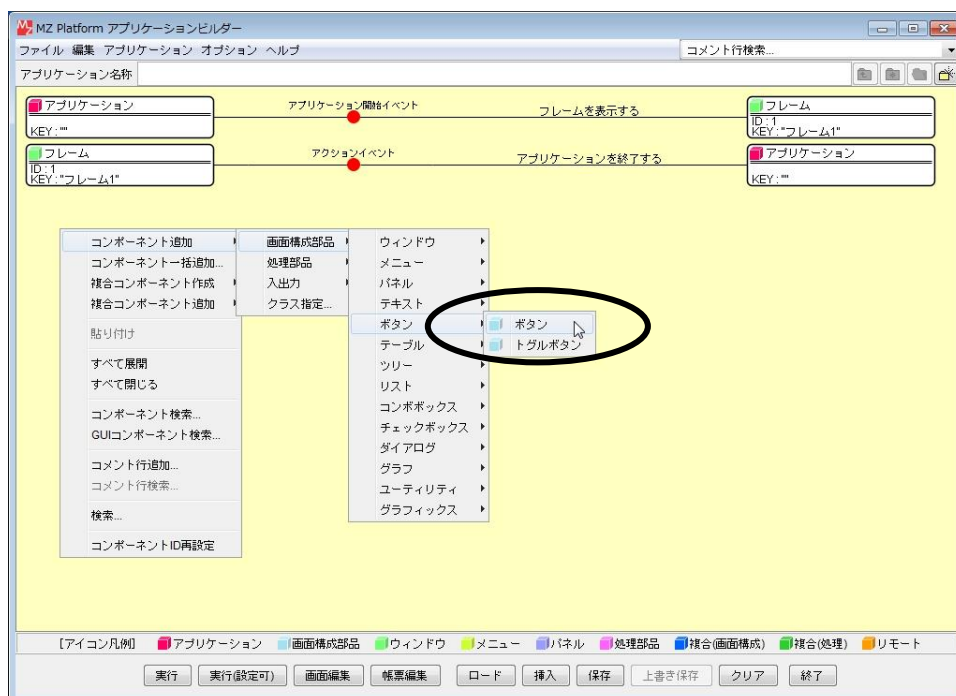 MZ Platform アプリケーションビルダー
ファイル 編集 アプリケーション オプション ヘルプ コメント行検索...
アプリケーション名称
アプリケーション アプリケーション開始イベント フレームを表示する フレーム
KEY:"" ID:1
KEY:"フレーム1"
フレーム アクションイベント アプリケーションを終了する アプリケーション
ID:1
KEY:"フレーム1" KEY:""
コンポーネント追加 画面構成部品 ウィンドウ
コンポーネント一括追加... 処理部品 メニュー
複合コンポーネント作成 入出力 パネル
複合コンポーネント追加 クラス指定... テキスト
貼り付け ボタン ボタン
テーブル トグルボタン
すべて展開 ツリー
すべて閉じる リスト
コンポーネント検索... コンボボックス
GUIコンポーネント検索... チェックボックス
ダイアログ
コメント行追加... グラフ
コメント行検索... ユーティリティ
検索... グラフィックス
コンポーネントID再設定
[アイコン凡例] アプリケーション 画面構成部品 ウィンドウ メニュー パネル 処理部品 複合(画面構成) 複合(処理) リモート
実行 実行(設定可) 画面編集 帳票編集 ロード 挿入 保存 上書き保存 クリア 終了